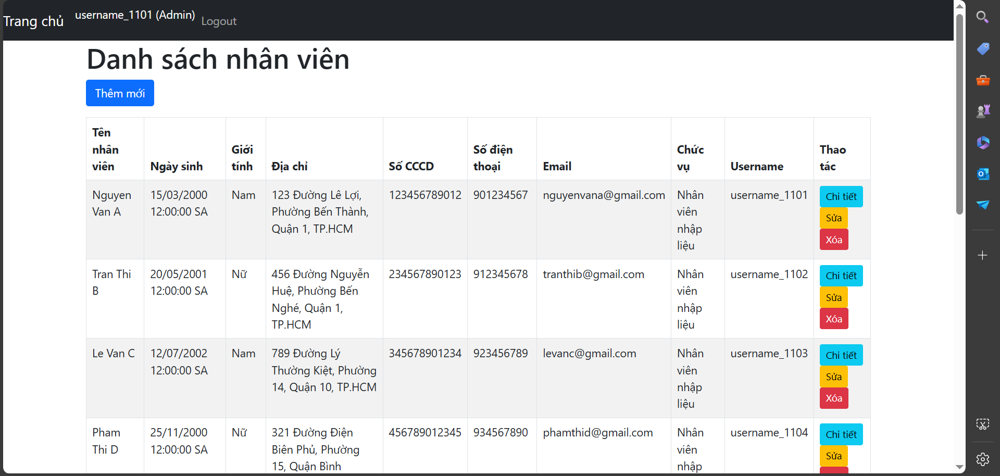 Trang chủ username_1101 (Admin) Logout
Danh sách nhân viên
Thêm mới
Tên nhân viên
Ngày sinh
Giới tính
Địa chỉ
Số CCCD
Số điện thoại
Email
Chức vụ
Username
Thao tác
Nguyen Van A
15/03/2000 12:00:00 SA
Nam
123 Đường Lê Lợi,
Phường Bến Thành,
Quận 1, TP.HCM
123456789012
901234567
nguyenvana@gmail.com
Nhân viên nhập liệu
username_1101
Chi tiết
Sửa
Xóa
Tran Thi B
20/05/2001 12:00:00 SA
Nữ
456 Đường Nguyễn
Huệ, Phường Bến
Nghé, Quận 1,
TP.HCM
234567890123
912345678
tranthib@gmail.com
Nhân viên nhập liệu
username_1102
Chi tiết
Sửa
Xóa
Le Van C
12/07/2002 12:00:00 SA
Nam
789 Đường Lý
Thường Kiệt, Phường
14, Quận 10, TP.HCM
345678901234
923456789
levanc@gmail.com
Nhân viên nhập liệu
username_1103
Chi tiết
Sửa
Xóa
Pham Thi D
25/11/2000 12:00:00 SA
Nữ
321 Đường Điện
Biên Phủ, Phường
15, Quận Bình
456789012345
934567890
phamthid@gmail.com
Nhân viên nhập
username_1104
Chi tiết
Sửa